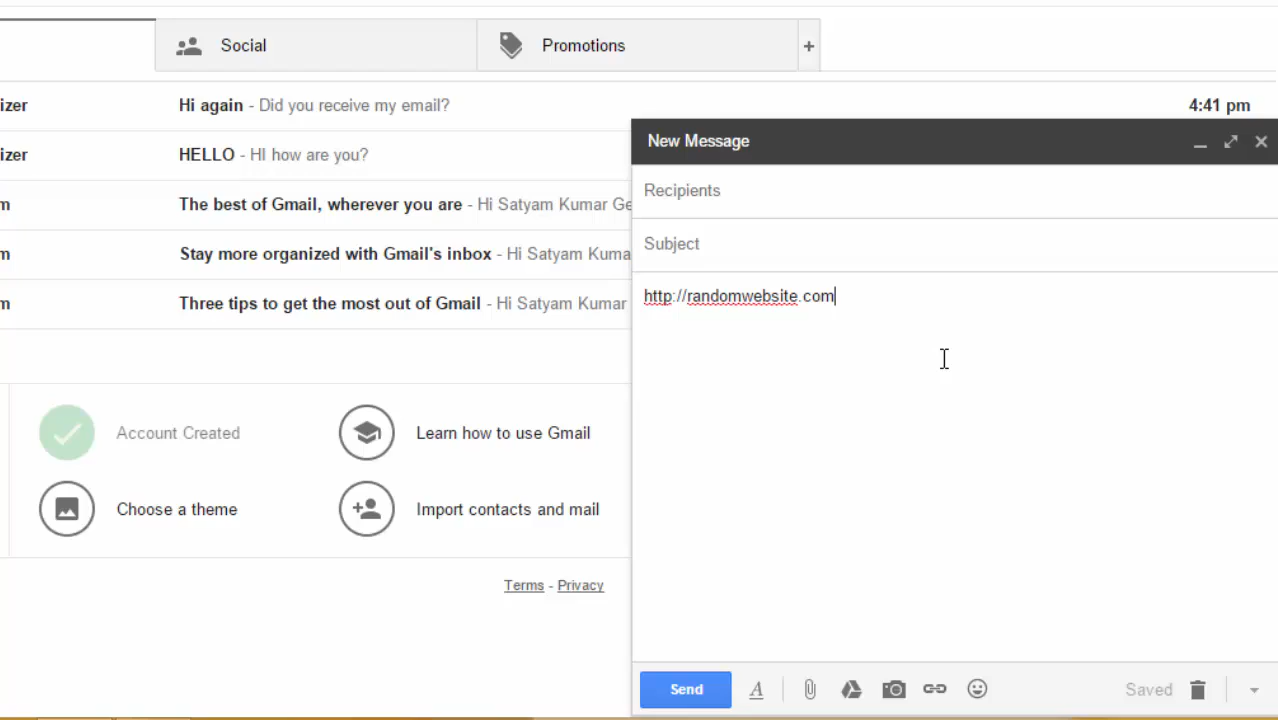 Social
Promotions
+
izer Hi again - Did you receive my email? 4:41 pm
izer HELLO - HI how are you?
m The best of Gmail, wherever you are - Hi Satyam Kumar Ge
m Stay more organized with Gmail's inbox - Hi Satyam Kuma
m Three tips to get the most out of Gmail - Hi Satyam Kumar
New Message
Recipients
Subject
http://randomwebsite.com
Account Created
Learn how to use Gmail
Choose a theme
Import contacts and mail
Terms - Privacy
Send
A
Saved